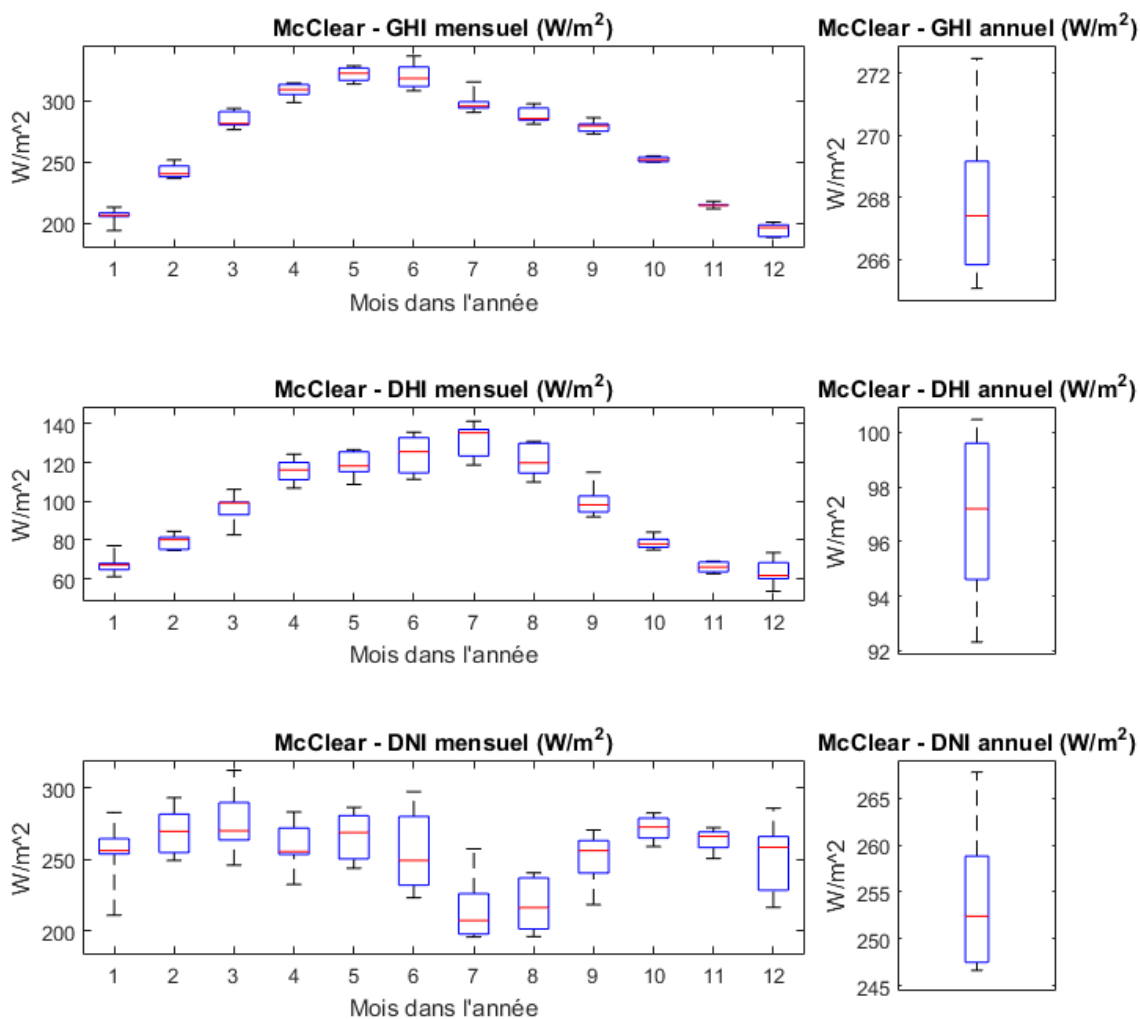 McClear - GHI mensuel (W/m²)
W/m^2
300
250
200
1 2 3 4 5 6 7 8 9 10 11 12
Mois dans l'année
McClear - GHI annuel (W/m²)
W/m^2
272
270
268
266
McClear - DHI mensuel (W/m²)
W/m^2
140
120
100
80
60
1 2 3 4 5 6 7 8 9 10 11 12
Mois dans l'année
McClear - DHI annuel (W/m²)
W/m^2
100
98
96
94
92
McClear - DNI mensuel (W/m²)
W/m^2
300
250
200
1 2 3 4 5 6 7 8 9 10 11 12
Mois dans l'année
McClear - DNI annuel (W/m²)
W/m^2
265
260
255
250
245